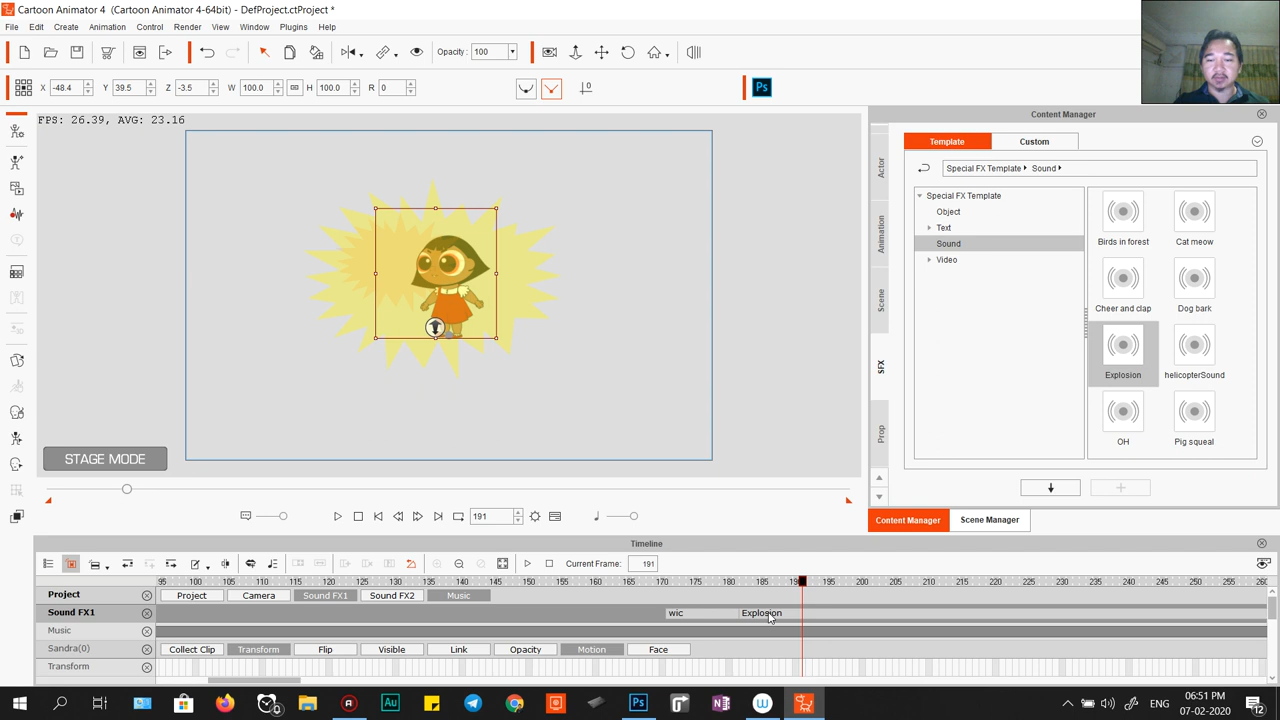 Cartoon Animator 4 (Cartoon Animator 4-64bit) - DefProject.ctProject *
File Edit Create Animation Control Render View Window Plugins Help
Opacity : 100
X -48.4 Y 39.5 Z -3.5 W 100.0 H 100.0 R 0 Ps
FPS: 26.39, AVG: 23.16
Content Manager
Template Custom
Special FX Template Sound
Special FX Template
Object
Text
Sound
Video
Actor
Animation
Scene
SFX
Prop
Birds in forest Cat meow
Cheer and clap Dog bark
Explosion helicopterSound
OH Pig squeal
STAGE MODE
191
Content Manager Scene Manager
Timeline
Current Frame: 191
95 100 105 110 115 120 125 130 135 140 145 150 155 160 165 170 175 180 185 195 200 205 210 215 220 225 230 235 240 245 250 255
Project Project Camera Sound FX1 Sound FX2 Music
Sound FX1 wic Explosion
Music
Sandra(0) Collect Clip Transform Flip Visible Link Opacity Motion Face
Transform
Au Ps N W
ENG 06:51 PM
07-02-2020